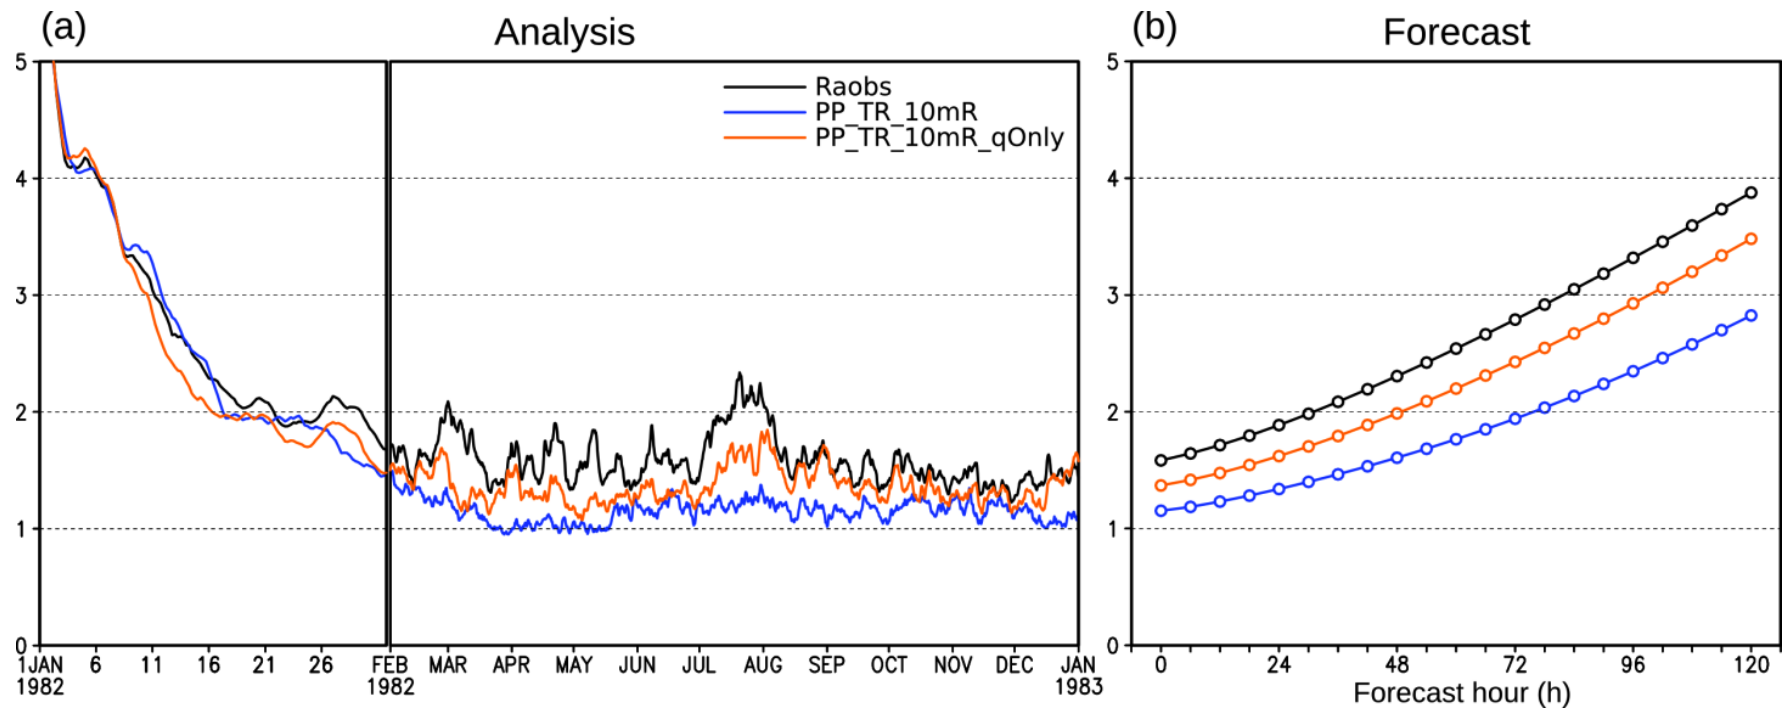 (a)
Analysis
5
4
3
2
1
0
Raobs
PP_TR_10mR
PP_TR_10mR_qOnly
1JAN 6 11 16 21 26 FEB MAR APR MAY JUN JUL AUG SEP OCT NOV DEC JAN
1982 1982 1983
(b)
Forecast
5
4
3
2
1
0
0 24 48 72 96 120
Forecast hour (h)